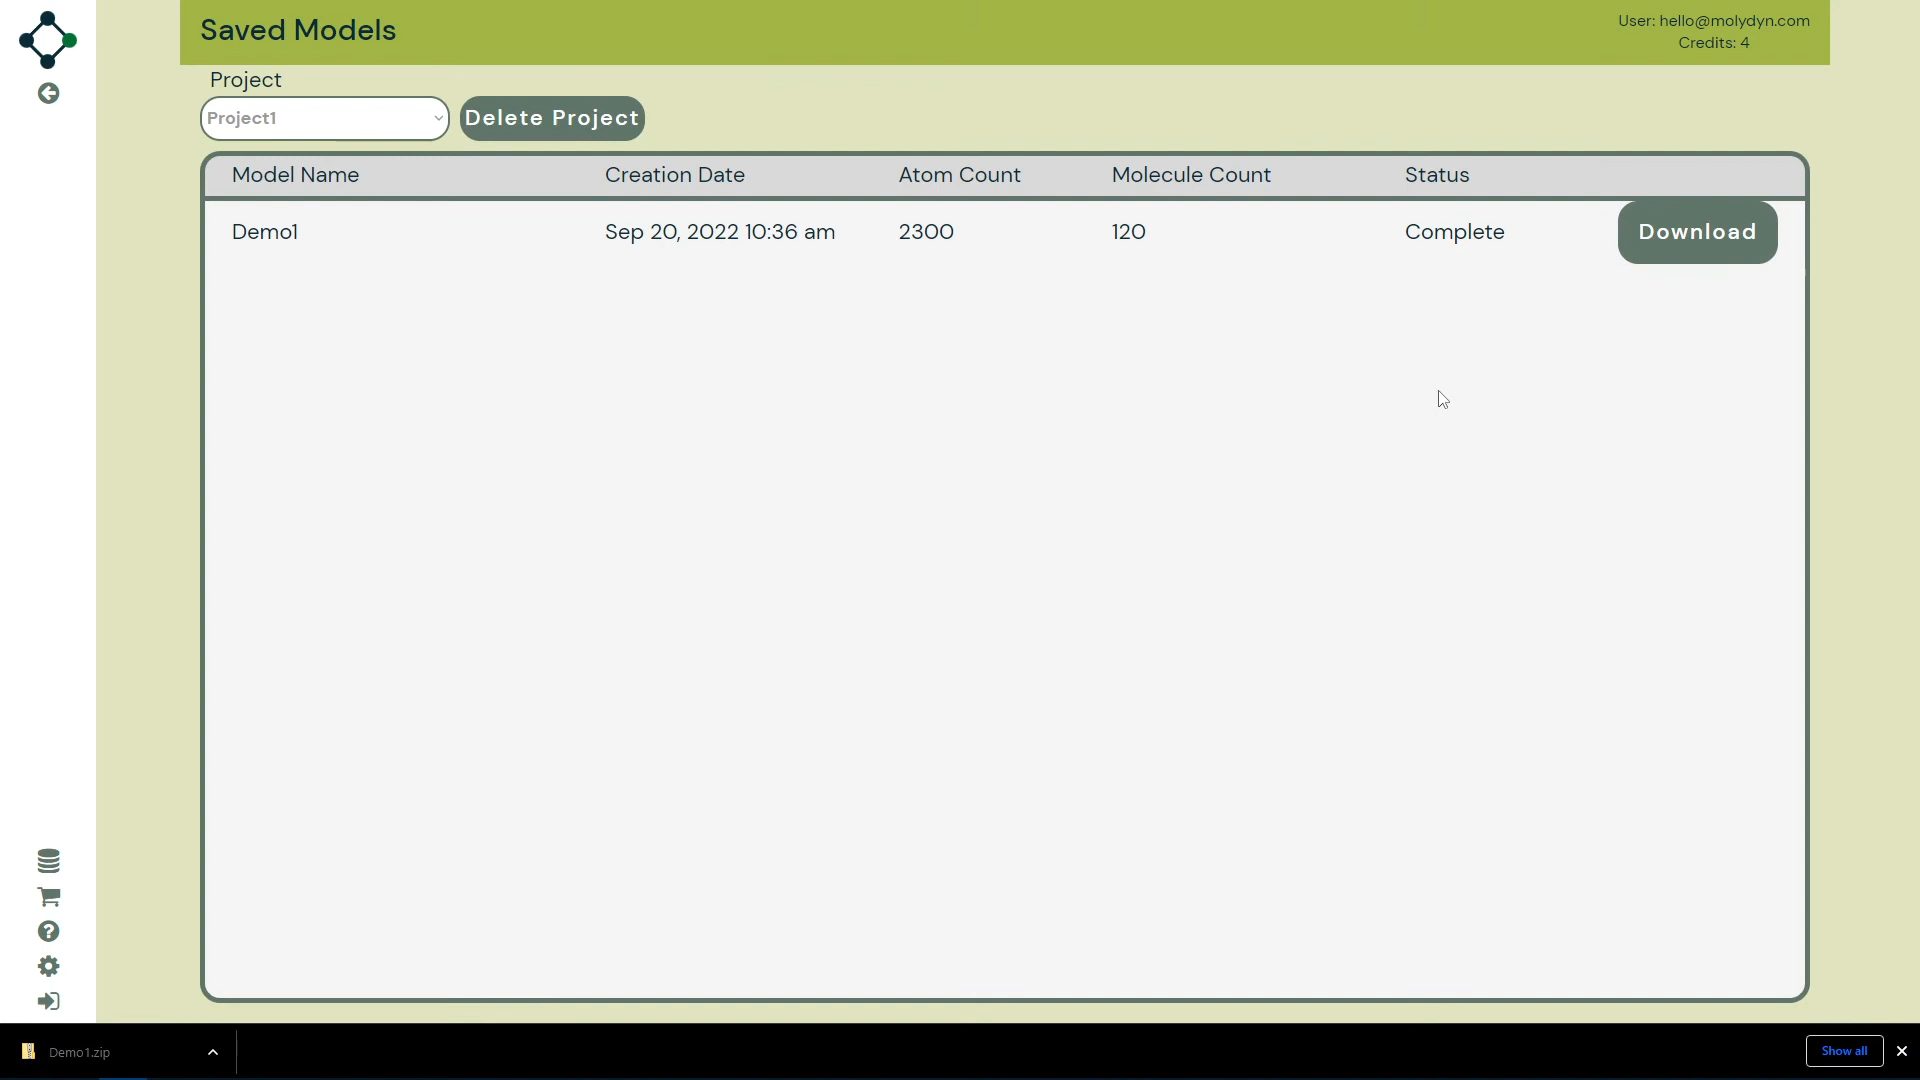 Saved Models
User: hello@molydyn.com
Credits: 4
Project
Project1
Delete Project
Model Name Creation Date Atom Count Molecule Count Status
Demo1 Sep 20, 2022 10:36 am 2300 120 Complete Download
Demo1.zip
Show all